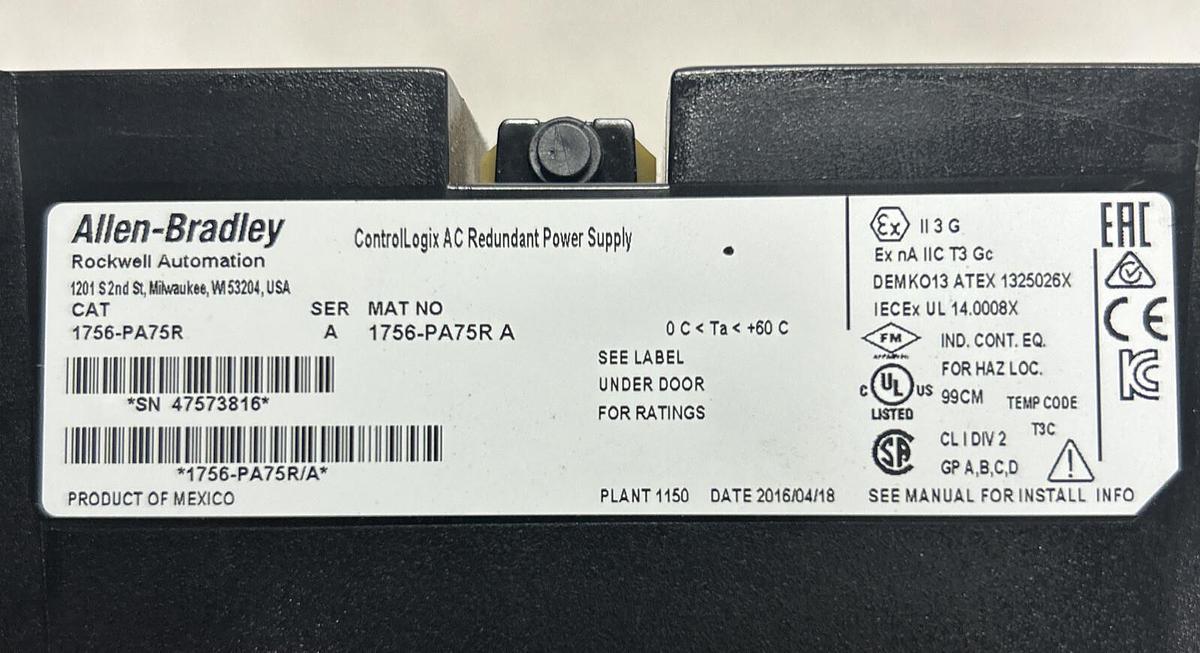 Allen-Bradley
Rockwell Automation
1201 S 2nd St, Milwaukee, WI 53204, USA
ControlLogix AC Redundant Power Supply
CAT SER MAT NO
1756-PA75R A 1756-PA75R A
0 C < Ta < +60 C
*SN 47573816*
*1756-PA75R/A*
PRODUCT OF MEXICO
SEE LABEL
UNDER DOOR
FOR RATINGS
PLANT 1150 DATE 2016/04/18
Ex II 3 G
Ex nA IIC T3 Gc
DEMKO13 ATEX 1325026X
IECEx UL 14.0008X
FM
APPROVED
IND. CONT. EQ.
FOR HAZ LOC.
C UL US
LISTED
99CM TEMP CODE
T3C
SA
CL I DIV 2
GP A,B,C,D
SEE MANUAL FOR INSTALL INFO
EAC
CE
KC